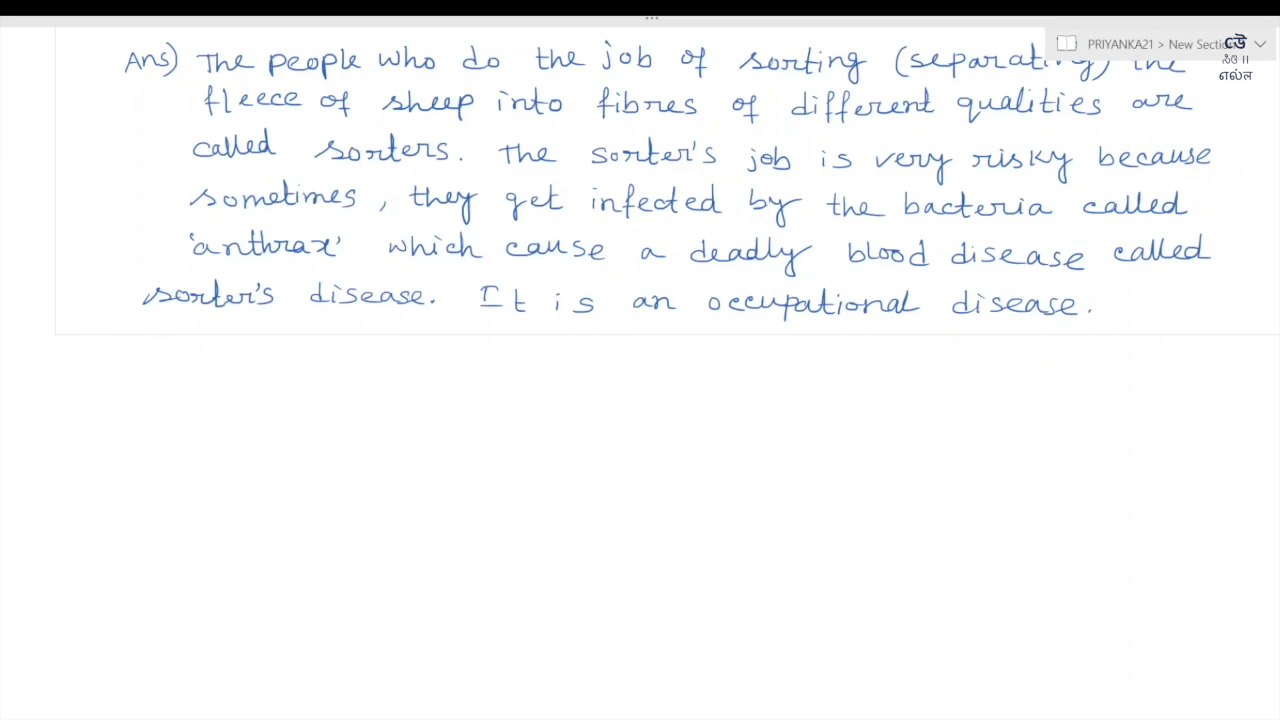 PRIYANKA21 > New Section
Ans) The people who do the job of sorting (separating) the
fleece of sheep into fibres of different qualities are
called sorters. The sorter's job is very risky because
sometimes, they get infected by the bacteria called
'anthrax' which cause a deadly blood disease called
sorter's disease. It is an occupational disease.